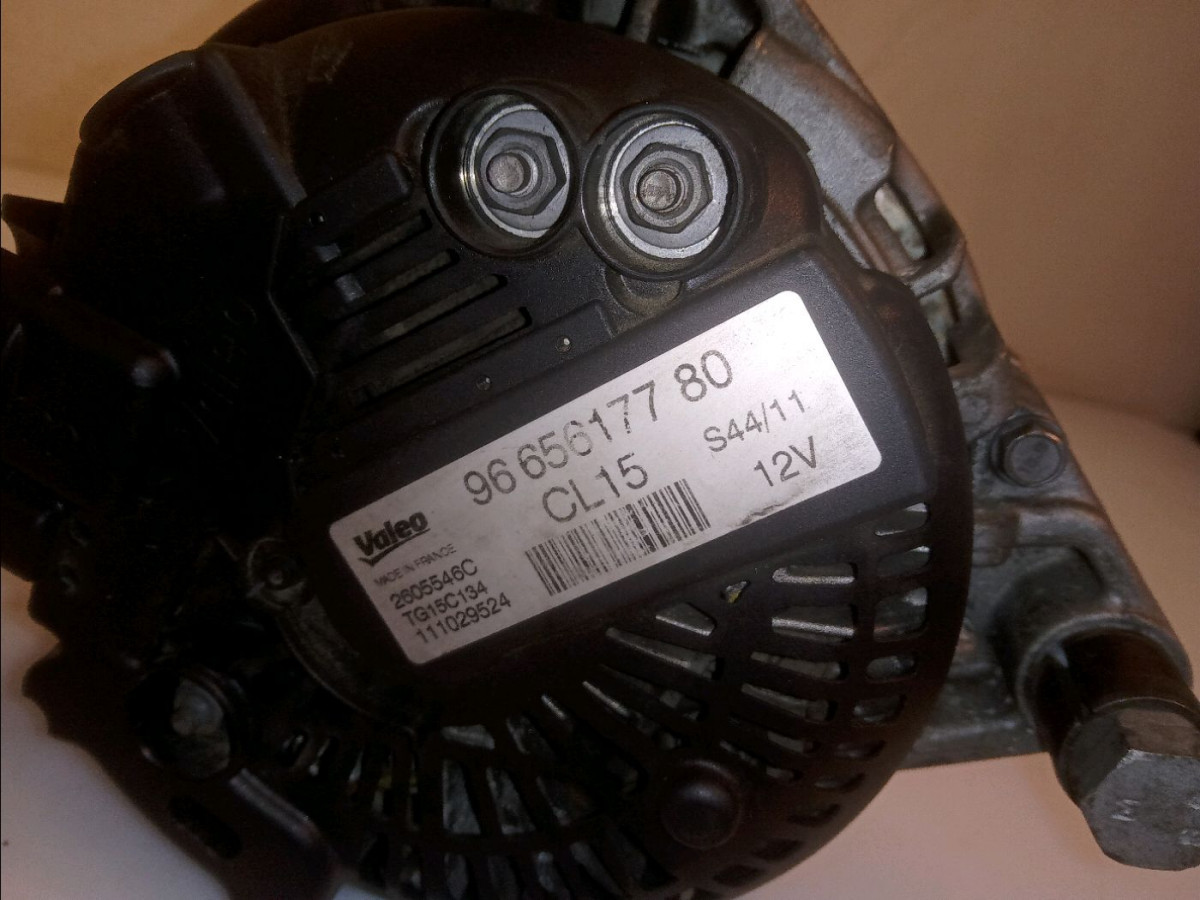 96 656177 80
CL15
S44/11
12V
Valeo
MADE IN FRANCE
2605546C
TG15C134
111029524
M